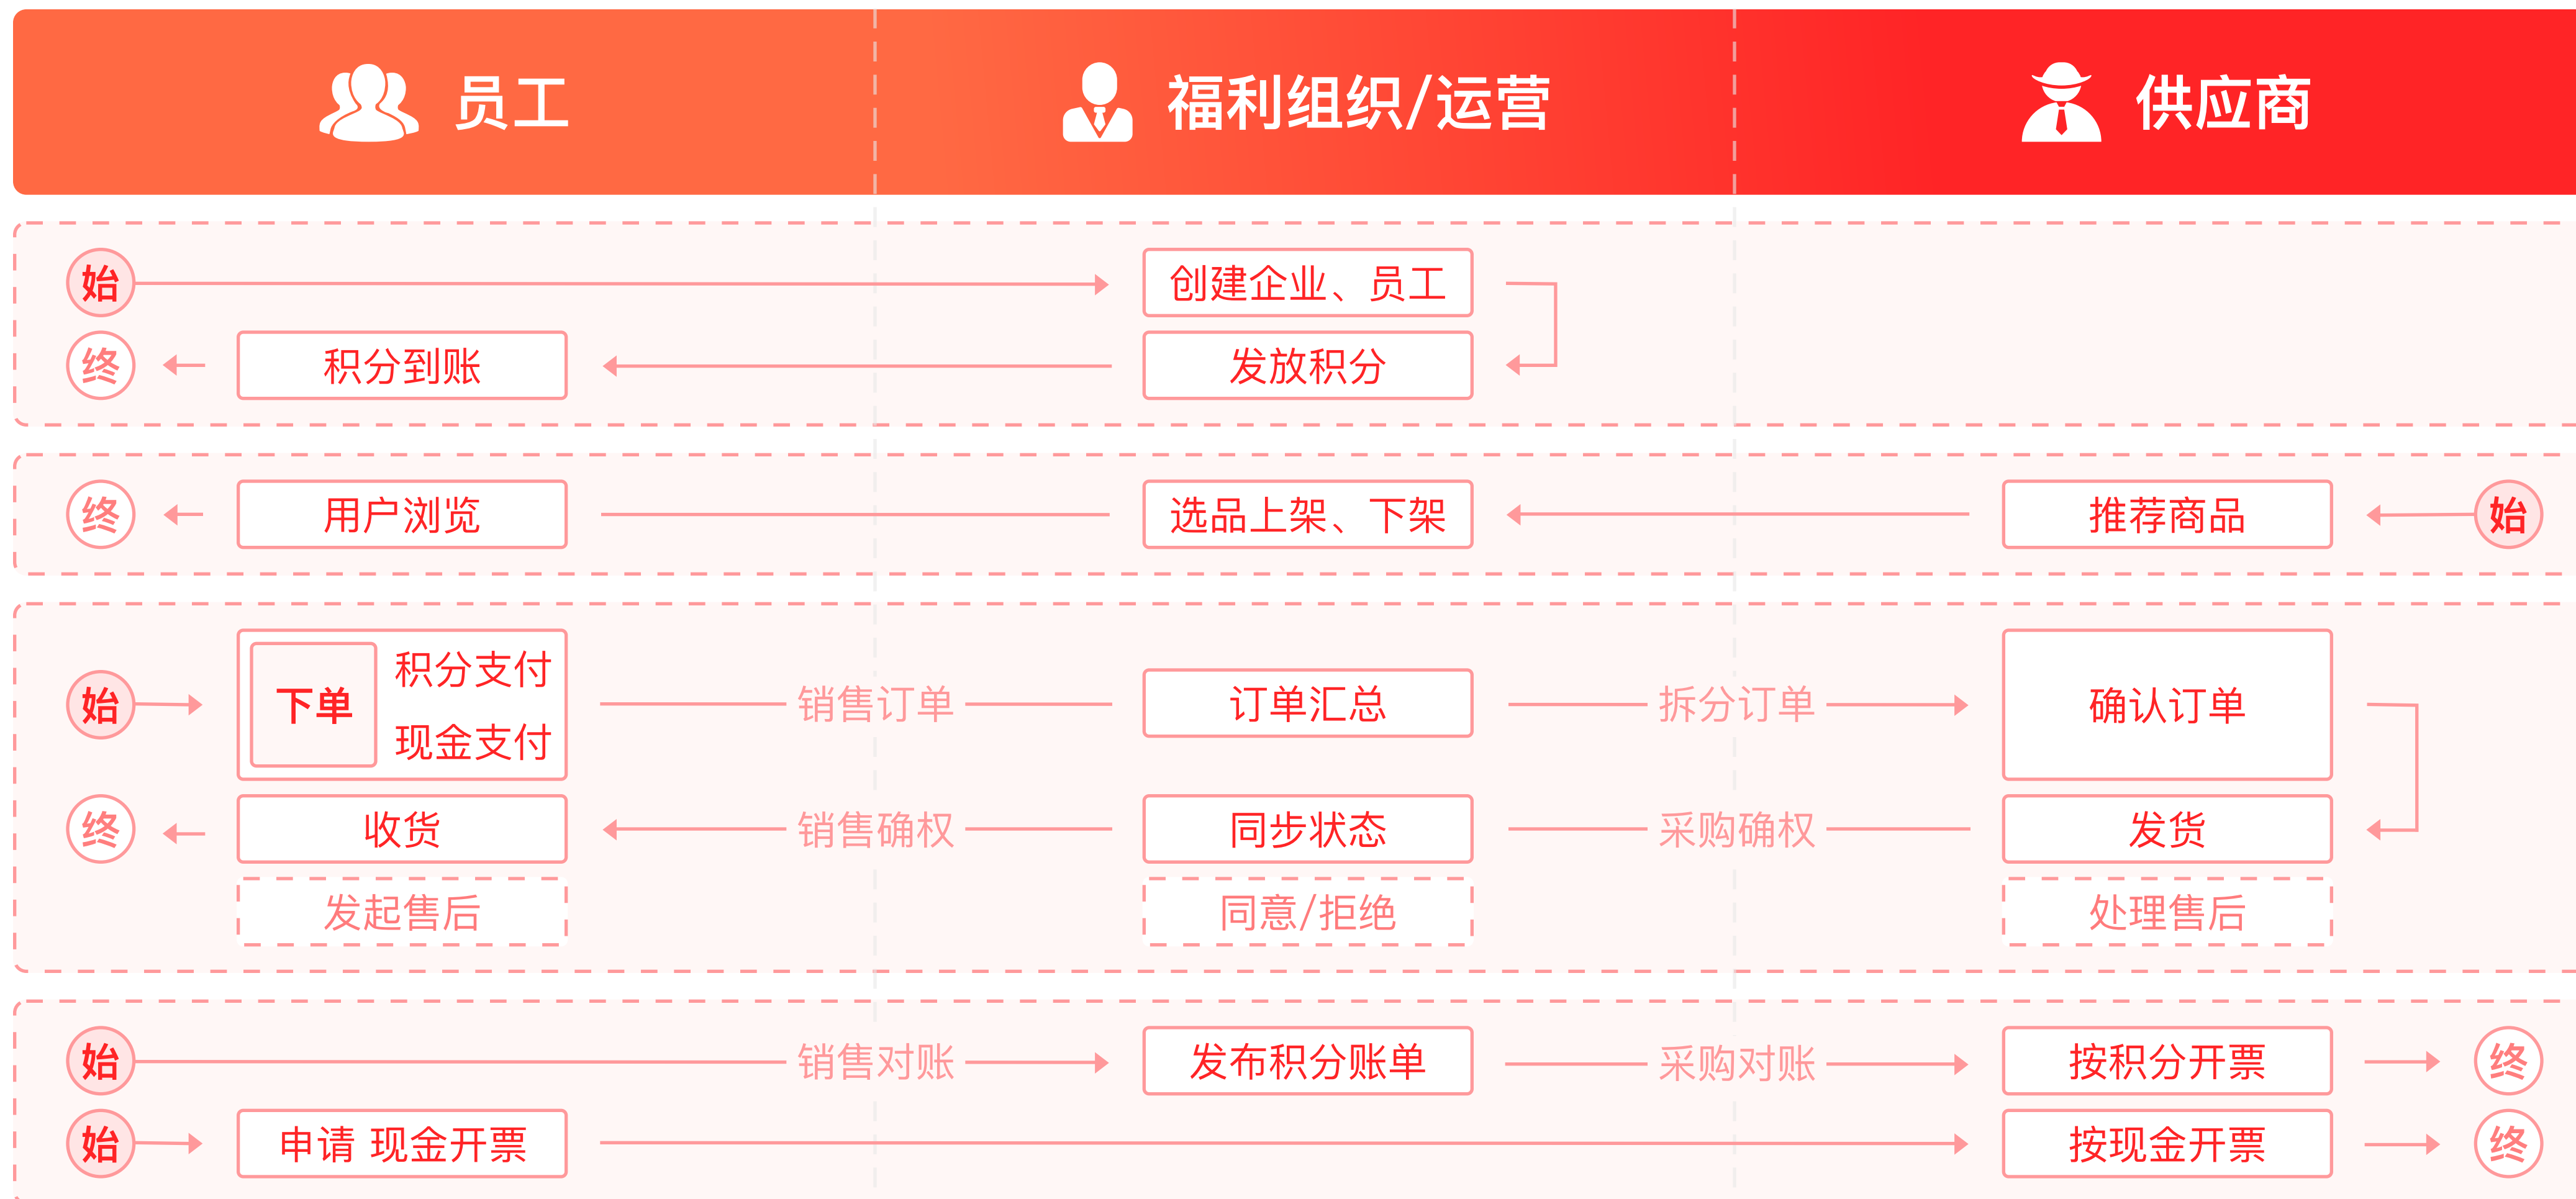 员工
福利组织/运营
供应商
始
创建企业、员工
终
积分到账
发放积分
终
用户浏览
选品上架、下架
推荐商品
始
始
下单
积分支付
现金支付
销售订单
订单汇总
拆分订单
确认订单
终
收货
销售确权
同步状态
采购确权
发货
发起售后
同意/拒绝
处理售后
始
销售对账
发布积分账单
采购对账
按积分开票
终
始
申请 现金开票
按现金开票
终